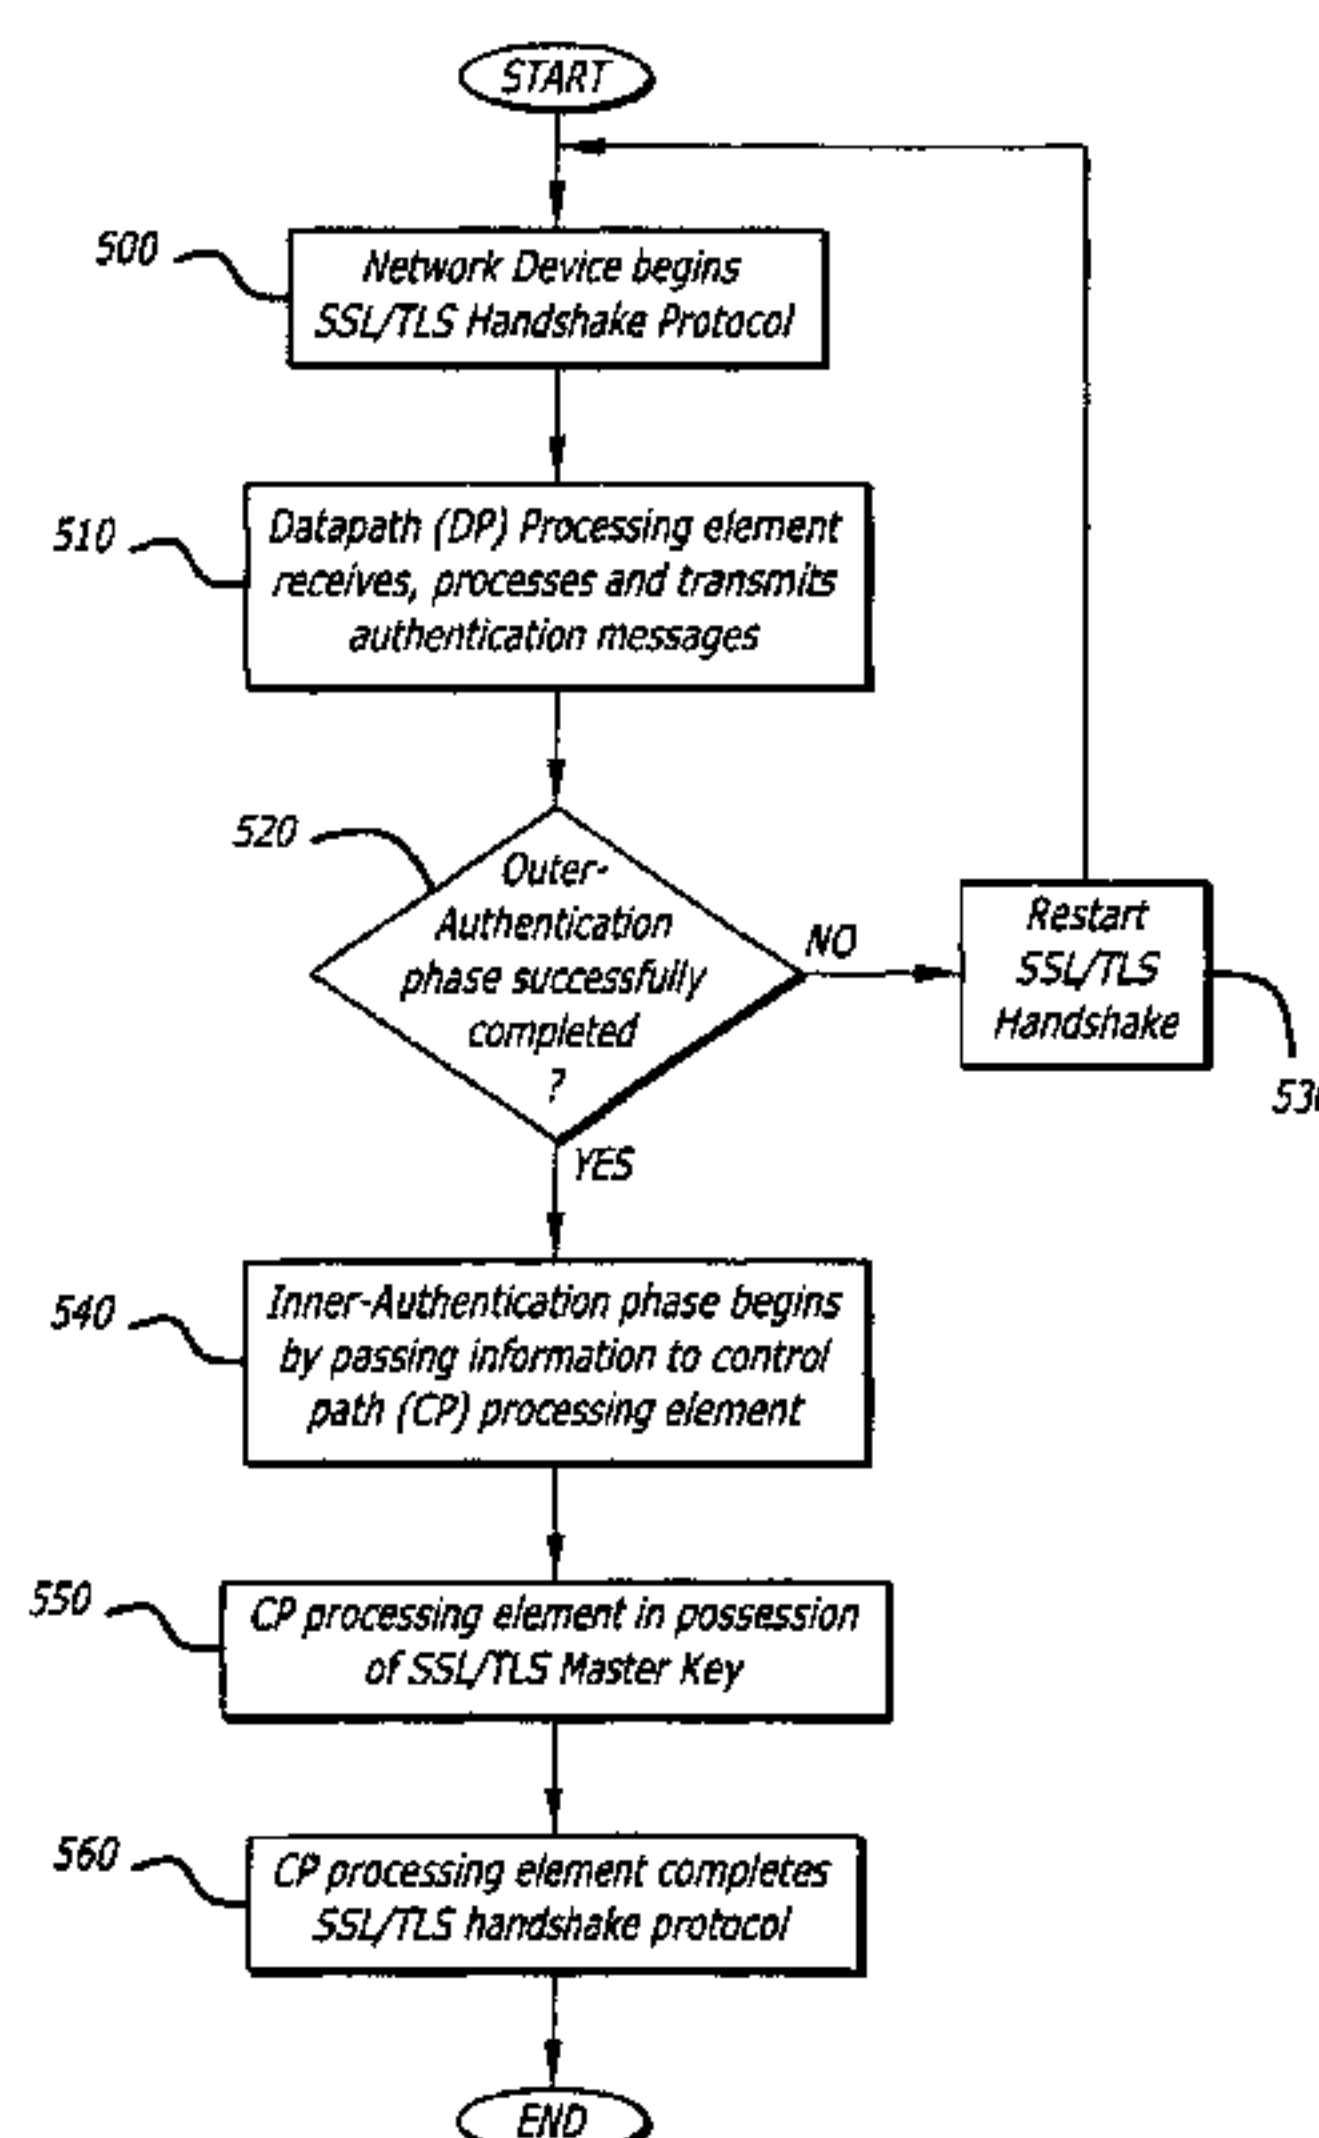 START
500
Network Device begins
SSL/TLS Handshake Protocol
510
Datapath (DP) Processing element
receives, processes and transmits
authentication messages
520
Outer-
Authentication
phase successfully
completed
?
NO
Restart
SSL/TLS
Handshake
YES
540
Inner-Authentication phase begins
by passing information to control
path (CP) processing element
550
CP processing element in possession
of SSL/TLS Master Key
560
CP processing element completes
SSL/TLS handshake protocol
END